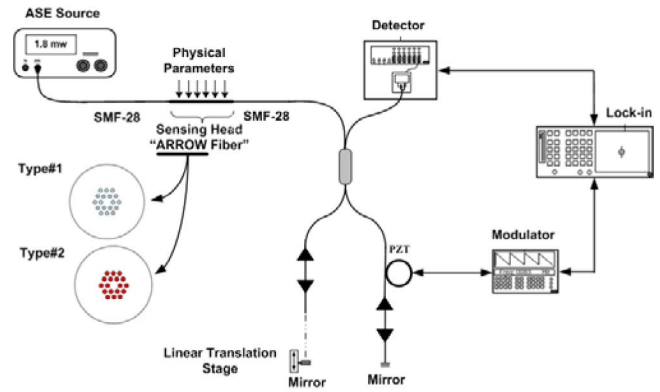 ASE Source
1.8 mw
Physical
Parameters
Detector
Lock-in
SMF-28
SMF-28
Sensing Head
"ARROW Fiber"
Type#1
Type#2
PZT
Modulator
Linear Translation
Stage
Mirror
Mirror